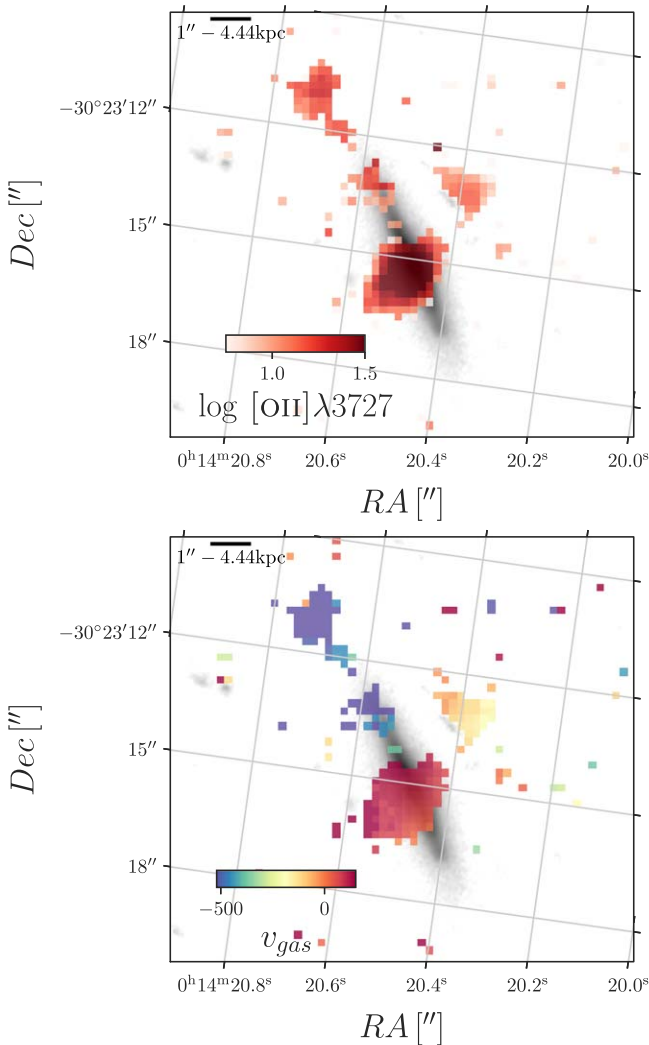 1″ − 4.44kpc
−30°23′12″
15″
18″
Dec [″]
1.0 1.5
log [OII]λ3727
0ʰ14ᵐ20.8ˢ 20.6ˢ 20.4ˢ 20.2ˢ 20.0ˢ
RA [″]
1″ − 4.44kpc
−30°23′12″
15″
18″
Dec [″]
−500 0
v_gas
0ʰ14ᵐ20.8ˢ 20.6ˢ 20.4ˢ 20.2ˢ 20.0ˢ
RA [″]